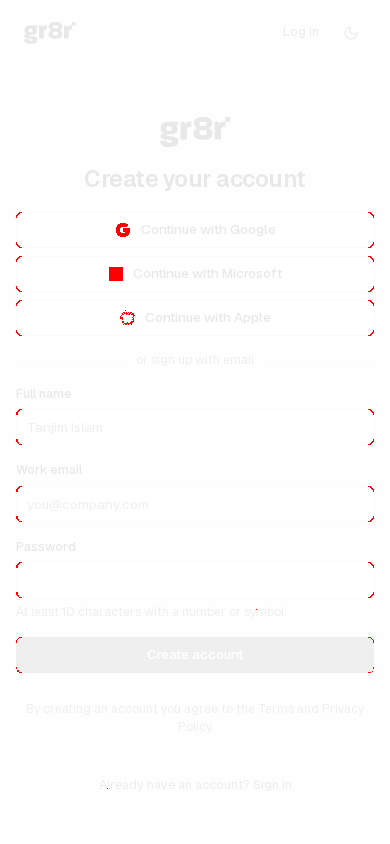 gr8r
Log in
gr8r
Create your account
Continue with Google
Continue with Microsoft
Continue with Apple
or sign up with email
Full name
Tanjim Islam
Work email
you@company.com
Password
At least 10 characters with a number or symbol.
Create account
By creating an account you agree to the Terms and Privacy
Policy.
Already have an account? Sign in